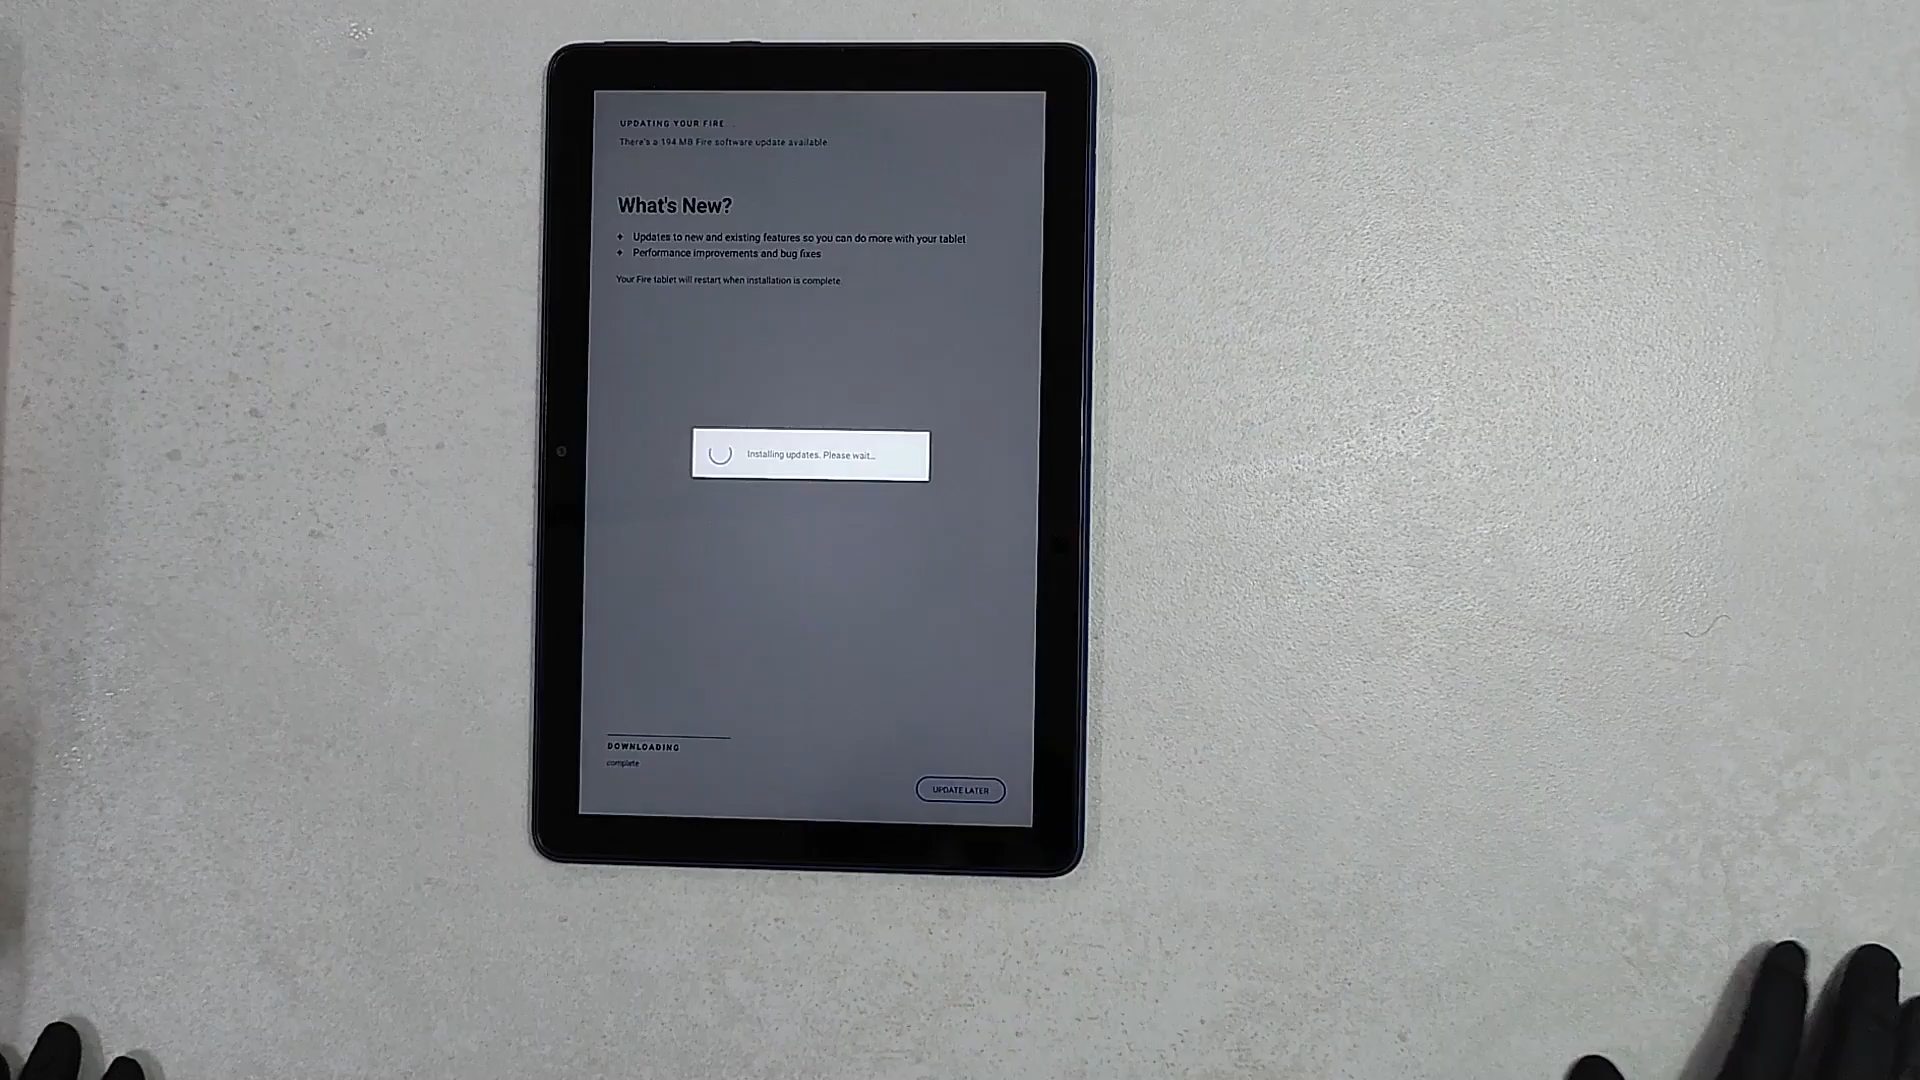 UPDATING YOUR FIRE...
There's a 194 MB Fire software update available.
What's New?
Updates to new and existing features so you can do more with your tablet
Performance improvements and bug fixes
Your Fire tablet will restart when installation is complete.
Installing updates. Please wait...
DOWNLOADING
complete
UPDATE LATER